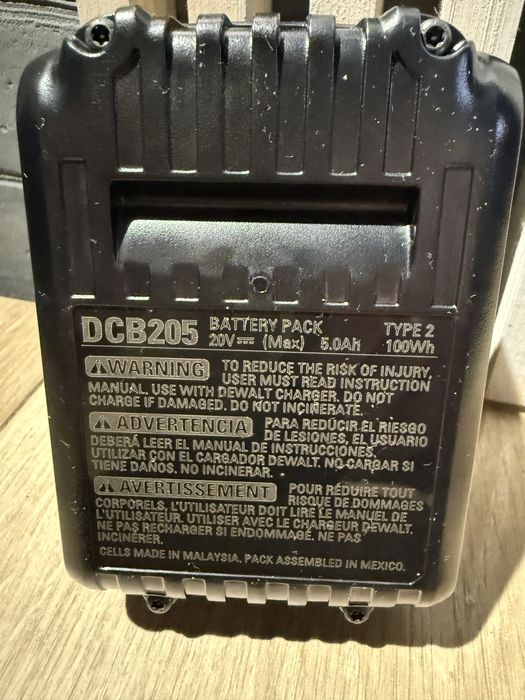 DCB205 BATTERY PACK TYPE 2
20V⎓ (Max) 5.0Ah 100Wh
WARNING TO REDUCE THE RISK OF INJURY,
USER MUST READ INSTRUCTION
MANUAL. USE WITH DEWALT CHARGER. DO NOT
CHARGE IF DAMAGED. DO NOT INCINERATE.
ADVERTENCIA PARA REDUCIR EL RIESGO
DE LESIONES, EL USUARIO
DEBERÁ LEER EL MANUAL DE INSTRUCCIONES.
UTILIZAR CON EL CARGADOR DEWALT. NO CARGAR SI
TIENE DAÑOS. NO INCINERAR.
AVERTISSEMENT POUR RÉDUIRE TOUT
RISQUE DE DOMMAGES
CORPORELS, L'UTILISATEUR DOIT LIRE LE MANUEL DE
L'UTILISATEUR. UTILISER AVEC LE CHARGEUR DEWALT.
NE PAS RECHARGER SI ENDOMMAGÉ. NE PAS
INCINÉRER.
CELLS MADE IN MALAYSIA. PACK ASSEMBLED IN MEXICO.